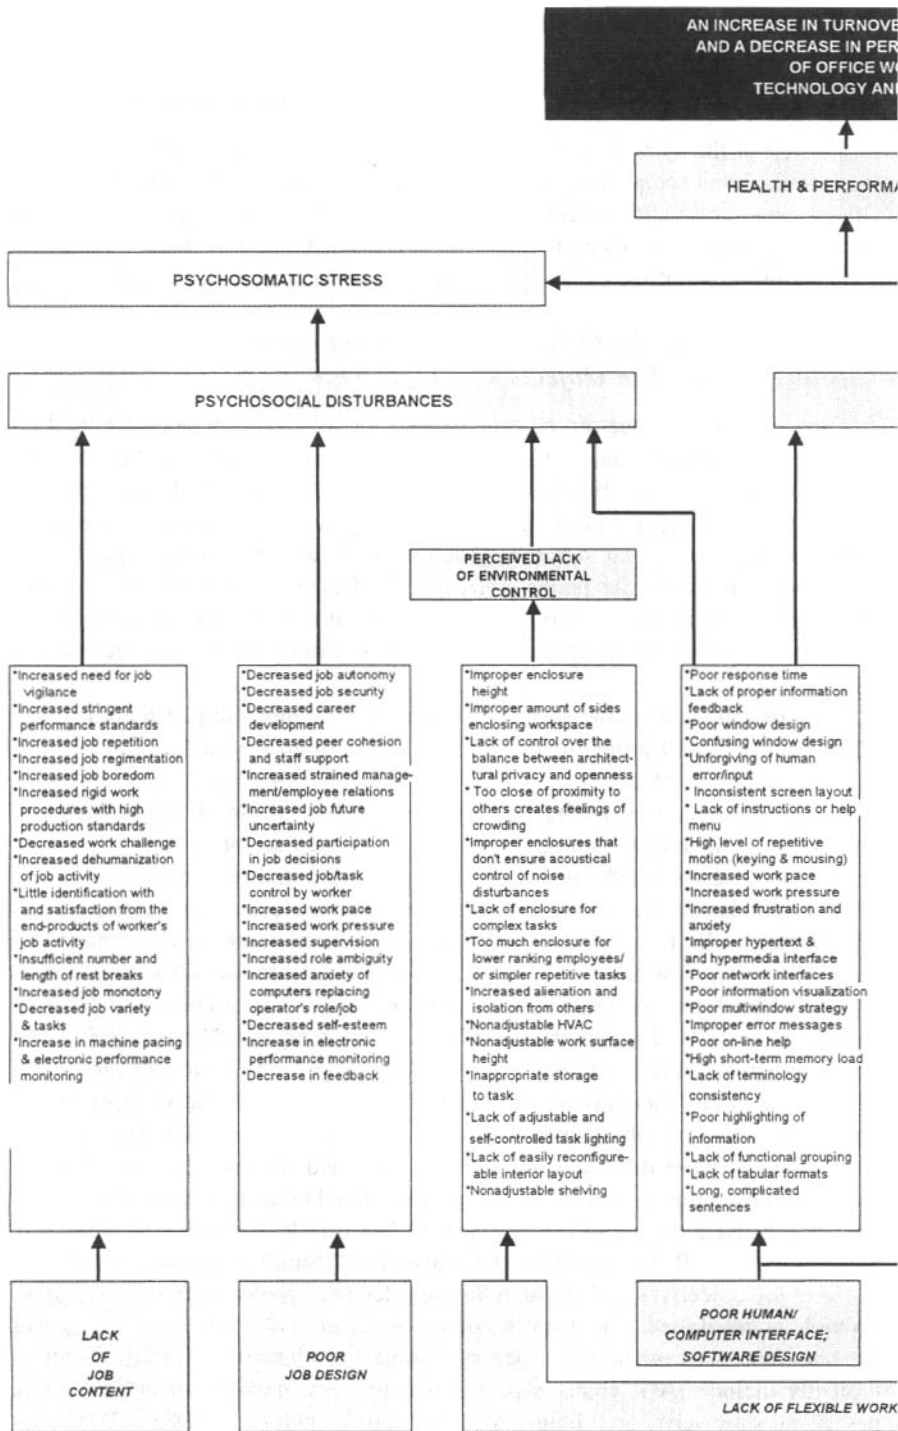 AN INCREASE IN TURNOVE
AND A DECREASE IN PER
OF OFFICE WO
TECHNOLOGY AND
HEALTH & PERFORMA
PSYCHOSOMATIC STRESS
PSYCHOSOCIAL DISTURBANCES
PERCEIVED LACK
OF ENVIRONMENTAL
CONTROL
*Increased need for job
vigilance
*Increased stringent
performance standards
*Increased job repetition
*Increased job regimentation
*Increased job boredom
*Increased rigid work
procedures with high
production standards
*Decreased work challenge
*Increased dehumanization
of job activity
*Little identification with
and satisfaction from the
end-products of worker's
job activity
*Insufficient number and
length of rest breaks
*Increased job monotony
*Decreased job variety
& tasks
*Increase in machine pacing
& electronic performance
monitoring
*Decreased job autonomy
*Decreased job security
*Decreased career
development
*Decreased peer cohesion
and staff support
*Increased strained manage-
ment/employee relations
*Increased job future
uncertainty
*Decreased participation
in job decisions
*Decreased job/task
control by worker
*Increased work pace
*Increased work pressure
*Increased supervision
*Increased role ambiguity
*Increased anxiety of
computers replacing
operator's role/job
*Decreased self-esteem
*Increase in electronic
performance monitoring
*Decrease in feedback
*Improper enclosure
height
*Improper amount of sides
enclosing workspace
*Lack of control over the
balance between architec-
tural privacy and openness
* Too close of proximity to
others creates feelings of
crowding
*Improper enclosures that
don't ensure acoustical
control of noise
disturbances
*Lack of enclosure for
complex tasks
*Too much enclosure for
lower ranking employees/
or simpler repetitive tasks
*Increased alienation and
isolation from others
*Nonadjustable HVAC
*Nonadjustable work surface
height
*Inappropriate storage
to task
*Lack of adjustable and
self-controlled task lighting
*Lack of easily reconfigure-
able interior layout
*Nonadjustable shelving
*Poor response time
*Lack of proper information
feedback
*Poor window design
*Confusing window design
*Unforgiving of human
error/input
* Inconsistent screen layout
* Lack of instructions or help
menu
*High level of repetitive
motion (keying & mousing)
*Increased work pace
*Increased work pressure
*Increased frustration and
anxiety
*Improper hypertext &
and hypermedia interface
*Poor network interfaces
*Poor information visualization
*Poor multiwindow strategy
*Improper error messages
*Poor on-line help
*High short-term memory load
*Lack of terminology
consistency
*Poor highlighting of
information
*Lack of functional grouping
*Lack of tabular formats
*Long, complicated
sentences
LACK
OF
JOB
CONTENT
POOR
JOB DESIGN
POOR HUMAN/
COMPUTER INTERFACE;
SOFTWARE DESIGN
LACK OF FLEXIBLE WORK